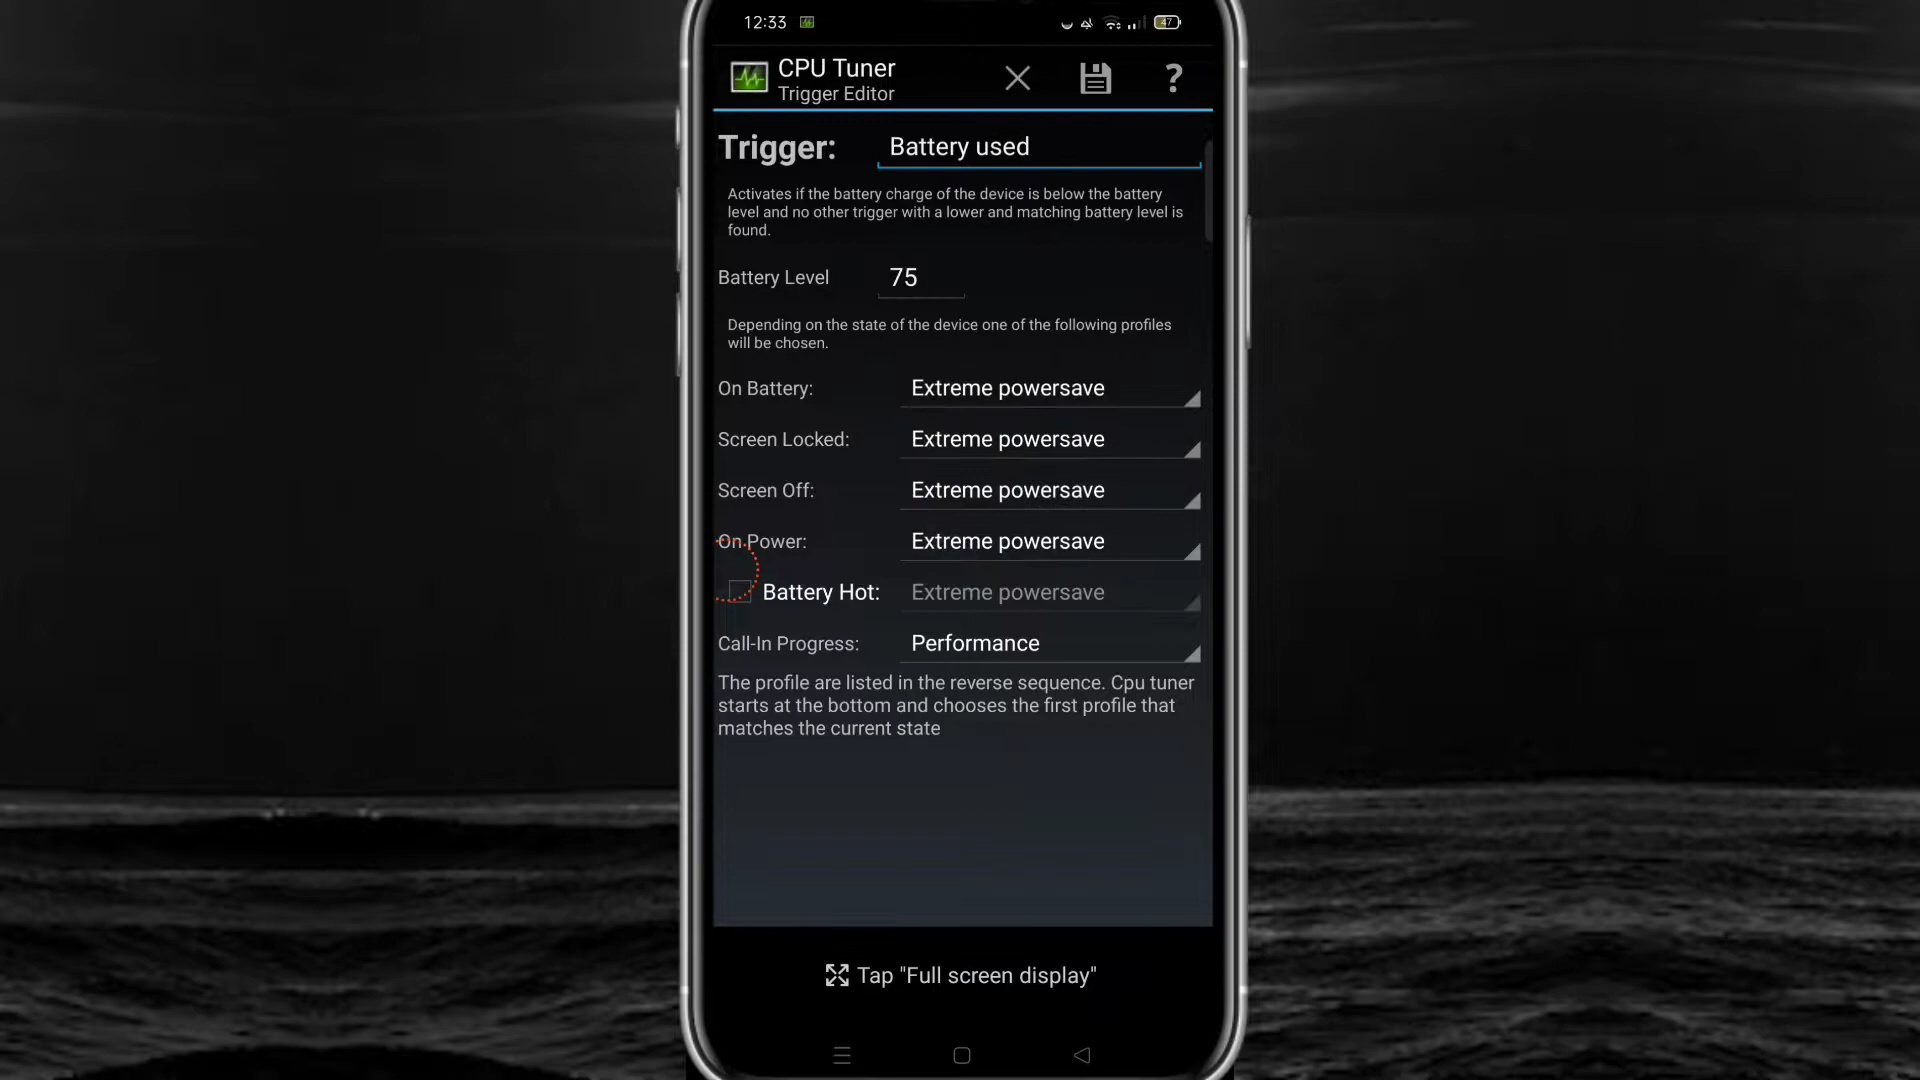 12:33
47
CPU Tuner
Trigger Editor
?
Trigger:
Battery used
Activates if the battery charge of the device is below the battery
level and no other trigger with a lower and matching battery level is
found.
Battery Level
75
Depending on the state of the device one of the following profiles
will be chosen.
On Battery:
Extreme powersave
Screen Locked:
Extreme powersave
Screen Off:
Extreme powersave
On Power:
Extreme powersave
Battery Hot:
Extreme powersave
Call-In Progress:
Performance
The profile are listed in the reverse sequence. Cpu tuner
starts at the bottom and chooses the first profile that
matches the current state
Tap "Full screen display"